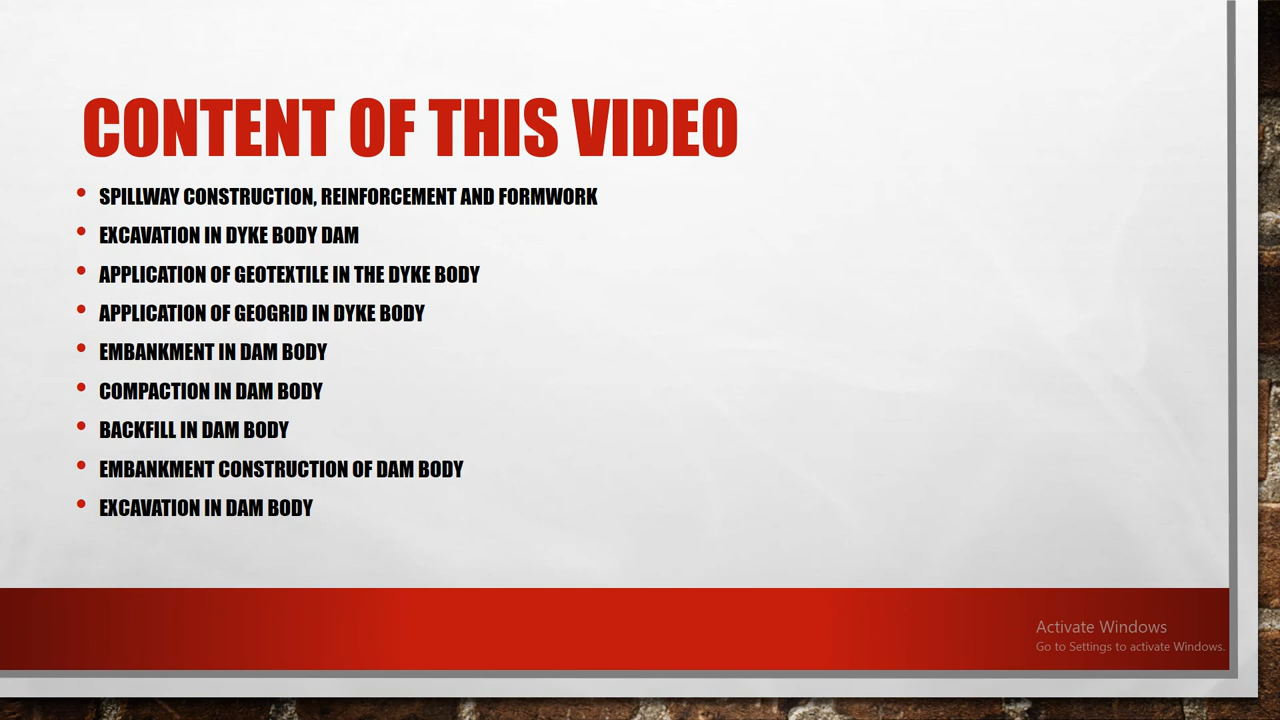 CONTENT OF THIS VIDEO
• SPILLWAY CONSTRUCTION, REINFORCEMENT AND FORMWORK
• EXCAVATION IN DYKE BODY DAM
• APPLICATION OF GEOTEXTILE IN THE DYKE BODY
• APPLICATION OF GEOGRID IN DYKE BODY
• EMBANKMENT IN DAM BODY
• COMPACTION IN DAM BODY
• BACKFILL IN DAM BODY
• EMBANKMENT CONSTRUCTION OF DAM BODY
• EXCAVATION IN DAM BODY
Activate Windows
Go to Settings to activate Windows.